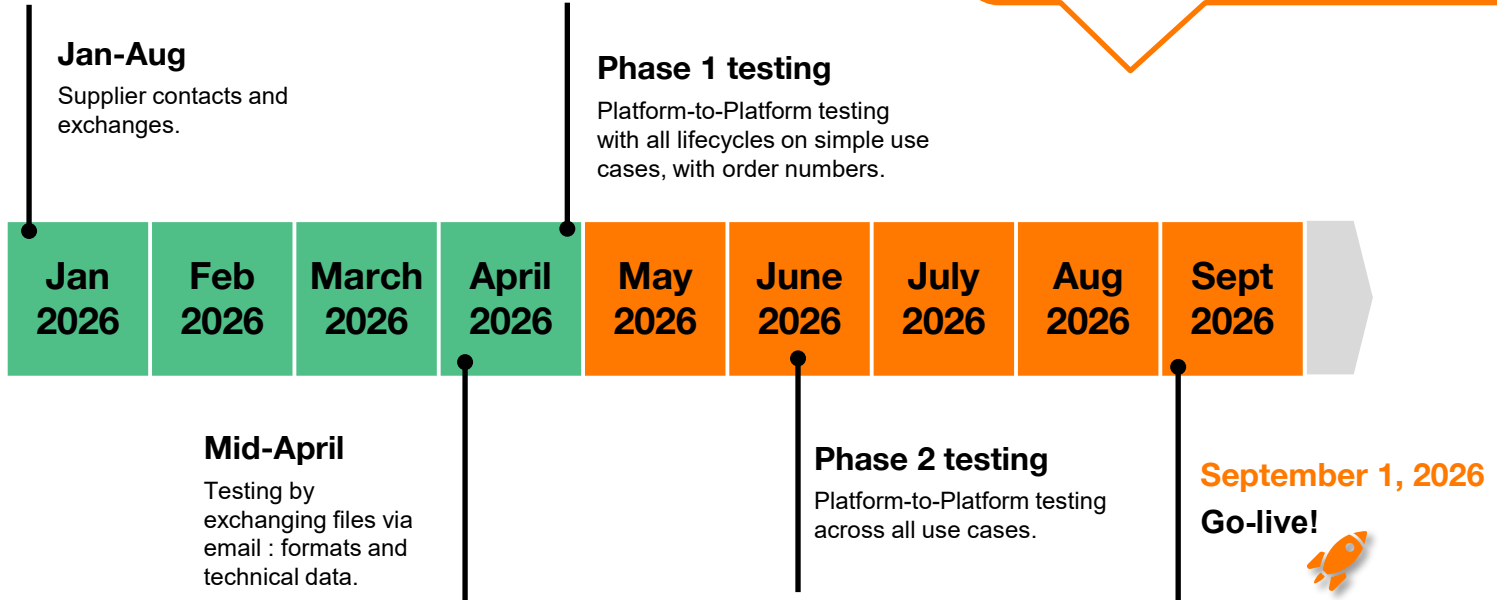 Jan-Aug
Supplier contacts and
exchanges.
Phase 1 testing
Platform-to-Platform testing
with all lifecycles on simple use
cases, with order numbers.
Jan
2026
Feb
2026
March
2026
April
2026
May
2026
June
2026
July
2026
Aug
2026
Sept
2026
Mid-April
Testing by
exchanging files via
email : formats and
technical data.
Phase 2 testing
Platform-to-Platform testing
across all use cases.
September 1, 2026
Go-live!